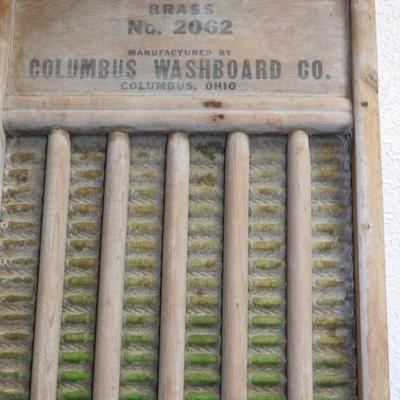 BRASS
No. 2062
MANUFACTURED BY
COLUMBUS WASHBOARD CO.
COLUMBUS, OHIO